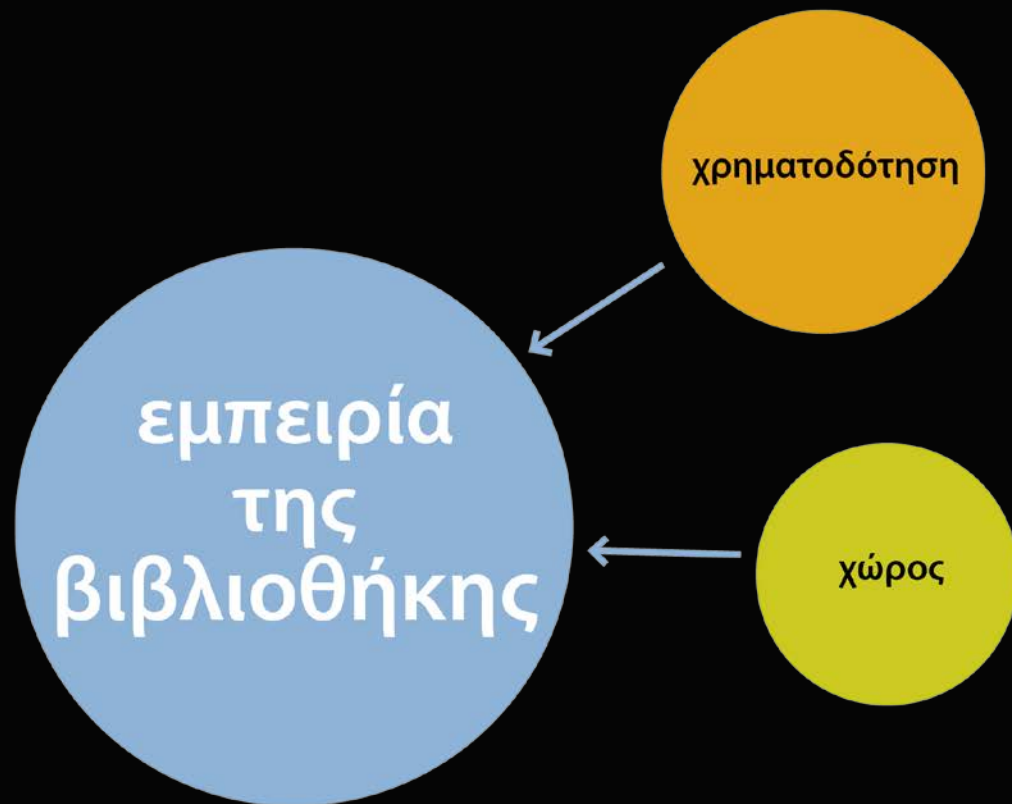 χρηματοδότηση
εμπειρία
της
βιβλιοθήκης
χώρος